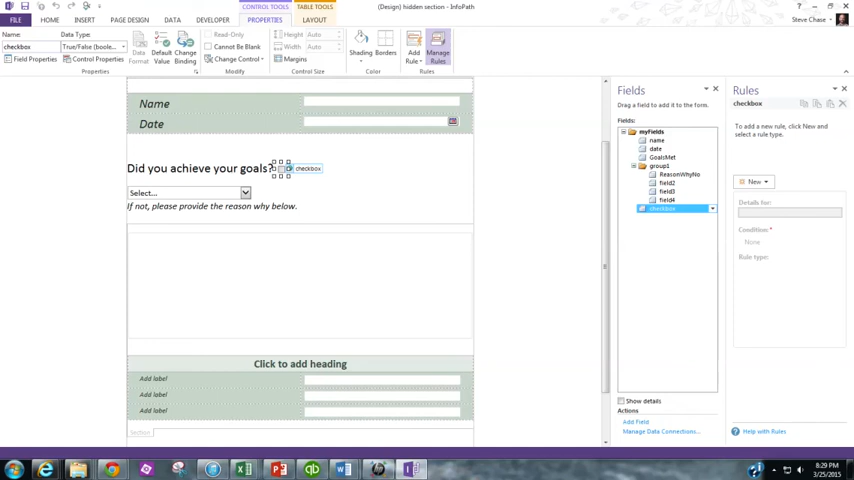 CONTROL TOOLS TABLE TOOLS (Design) hidden section - InfoPath
FILE HOME INSERT PAGE DESIGN DATA DEVELOPER PROPERTIES LAYOUT Steve Chase
Name: Data Type:
checkbox True/False (boole...
Field Properties Control Properties
Properties
Data Format
Default Value
Change Binding
Read-Only
Cannot Be Blank
Change Control
Modify
Height Auto
Width Auto
Margins
Control Size
Shading Borders
Color
Add Rule
Manage Rules
Rules
Name
Date
Did you achieve your goals? checkbox
Select...
If not, please provide the reason why below.
Click to add heading
Add label
Add label
Add label
Section
Fields
Drag a field to add it to the form.
Fields:
myFields
name
date
GoalsMet
group1
ReasonWhyNo
field2
field3
field4
checkbox
Show details
Actions
Add Field
Manage Data Connections...
Rules
checkbox
To add a new rule, click New and
select a rule type.
New
Details for:
Condition: *
None
Rule type:
Help with Rules
8:29 PM
3/25/2015